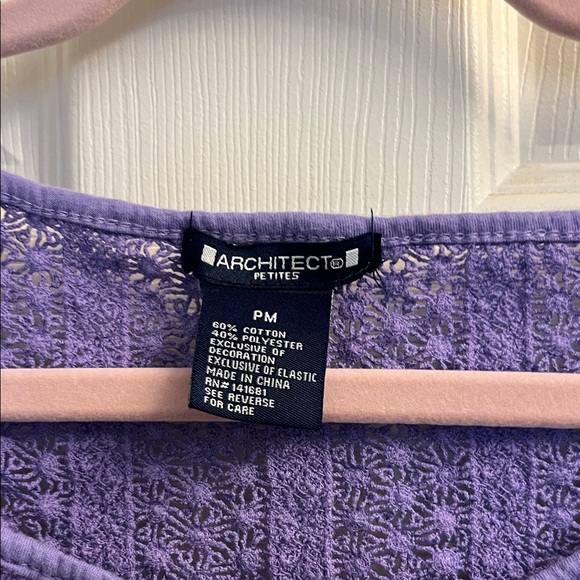 ARCHITECT®
PETITES
PM
60% COTTON
40% POLYESTER
EXCLUSIVE OF
DECORATION
EXCLUSIVE OF ELASTIC
MADE IN CHINA
RN# 141681
SEE REVERSE
FOR CARE